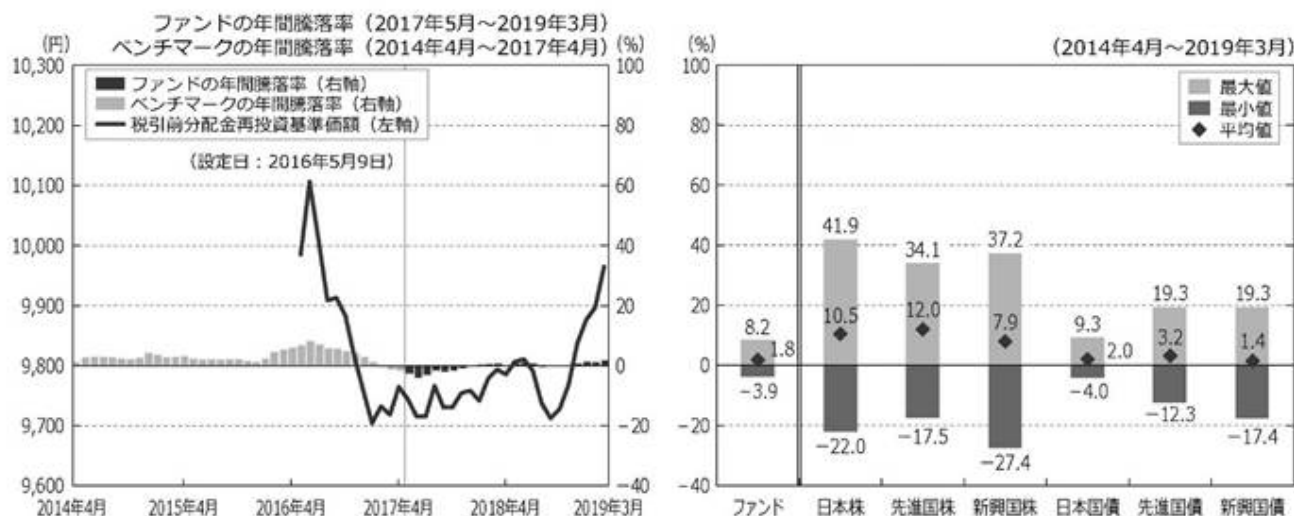 ファンドの年間騰落率（2017年5月～2019年3月）
(円) ベンチマークの年間騰落率（2014年4月～2017年4月） (%)
10,300
10,200
10,100
10,000
9,900
9,800
9,700
9,600
100
80
60
40
20
0
−20
−40
ファンドの年間騰落率（右軸）
ベンチマークの年間騰落率（右軸）
税引前分配金再投資基準価額（左軸）
（設定日：2016年5月9日）
2014年4月 2015年4月 2016年4月 2017年4月 2018年4月 2019年3月
(%) (2014年4月～2019年3月)
100
80
60
40
20
0
−20
−40
最大値
最小値
平均値
8.2 41.9 34.1 37.2 9.3 19.3 19.3
1.8 10.5 12.0 7.9 2.0 3.2 1.4
−3.9 −22.0 −17.5 −27.4 −4.0 −12.3 −17.4
ファンド 日本株 先進国株 新興国株 日本国債 先進国債 新興国債